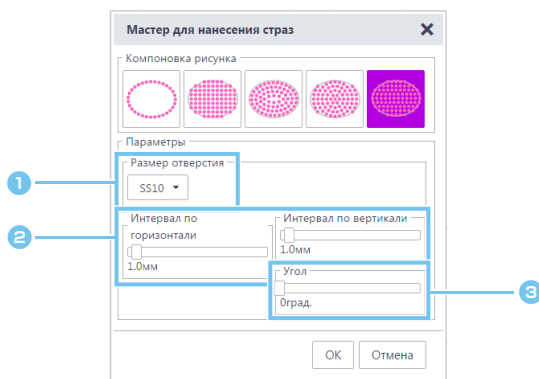 Мастер для нанесения страз
Компоновка рисунка
Параметры
Размер отверстия
1
SS10
2
Интервал по
горизонтали
1.0мм
Интервал по вертикали
1.0мм
Угол
0град.
3
ОК
Отмена